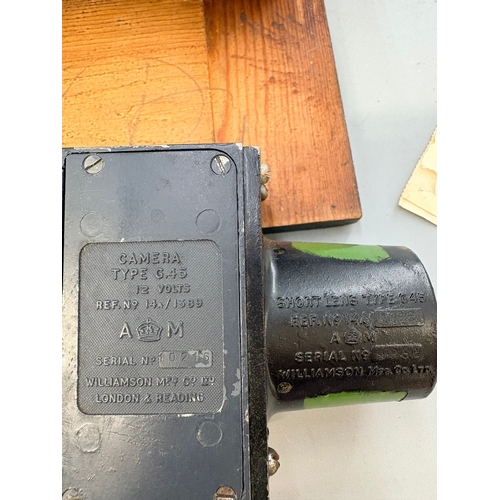 CAMERA
TYPE G.45
12 VOLTS
REF. Nº 14A/1389
A M
SERIAL Nº
WILLIAMSON MFG CO LTD
LONDON & READING
SHORT LENS TYPE G.45
REF. Nº 14A/
A M
SERIAL Nº
WILLIAMSON MFG. CO. LTD.